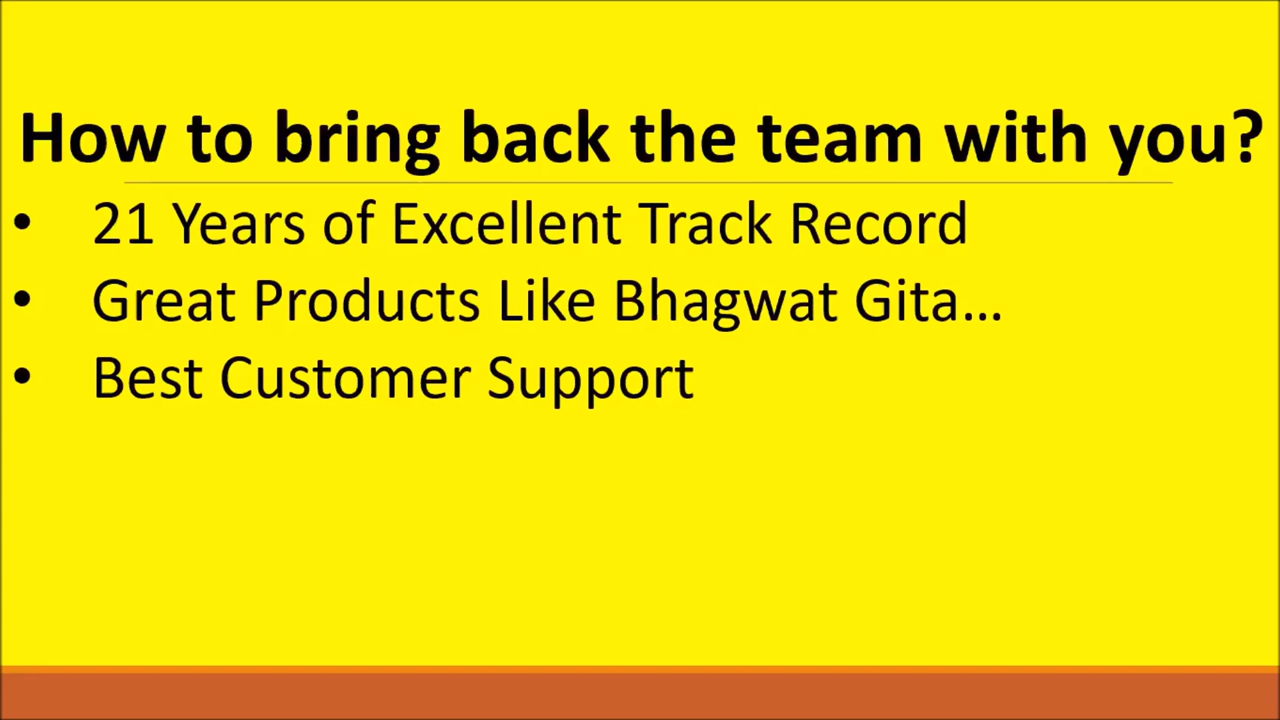 How to bring back the team with you?
• 21 Years of Excellent Track Record
• Great Products Like Bhagwat Gita...
• Best Customer Support